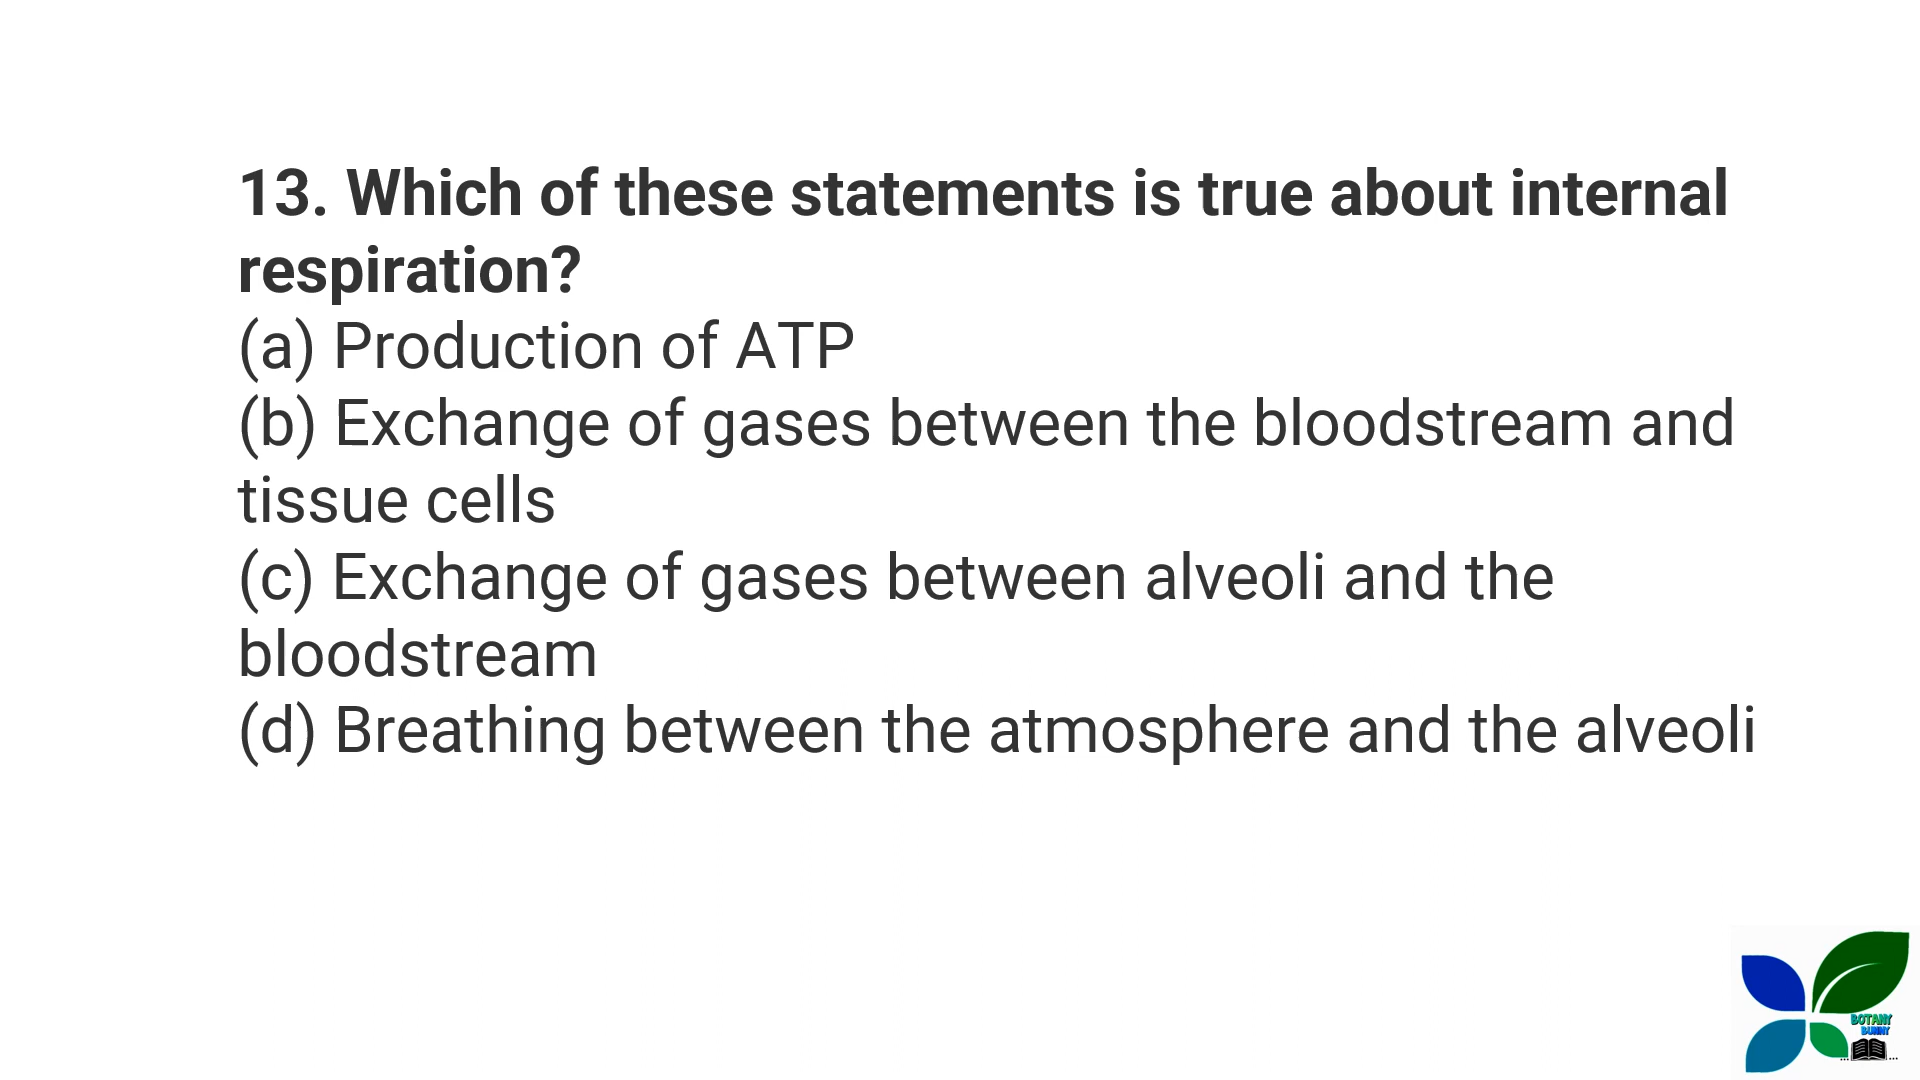 13. Which of these statements is true about internal
respiration?
(a) Production of ATP
(b) Exchange of gases between the bloodstream and
tissue cells
(c) Exchange of gases between alveoli and the
bloodstream
(d) Breathing between the atmosphere and the alveoli
BOTANY
BUNNY